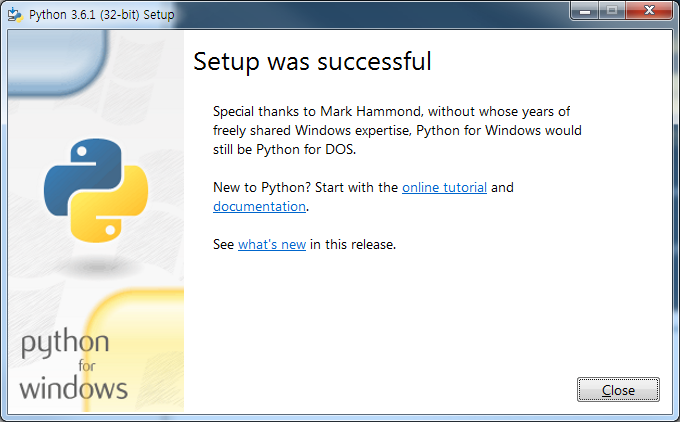 Python 3.6.1 (32-bit) Setup
Setup was successful
Special thanks to Mark Hammond, without whose years of
freely shared Windows expertise, Python for Windows would
still be Python for DOS.
New to Python? Start with the online tutorial and
documentation.
See what's new in this release.
python
for
windows
Close